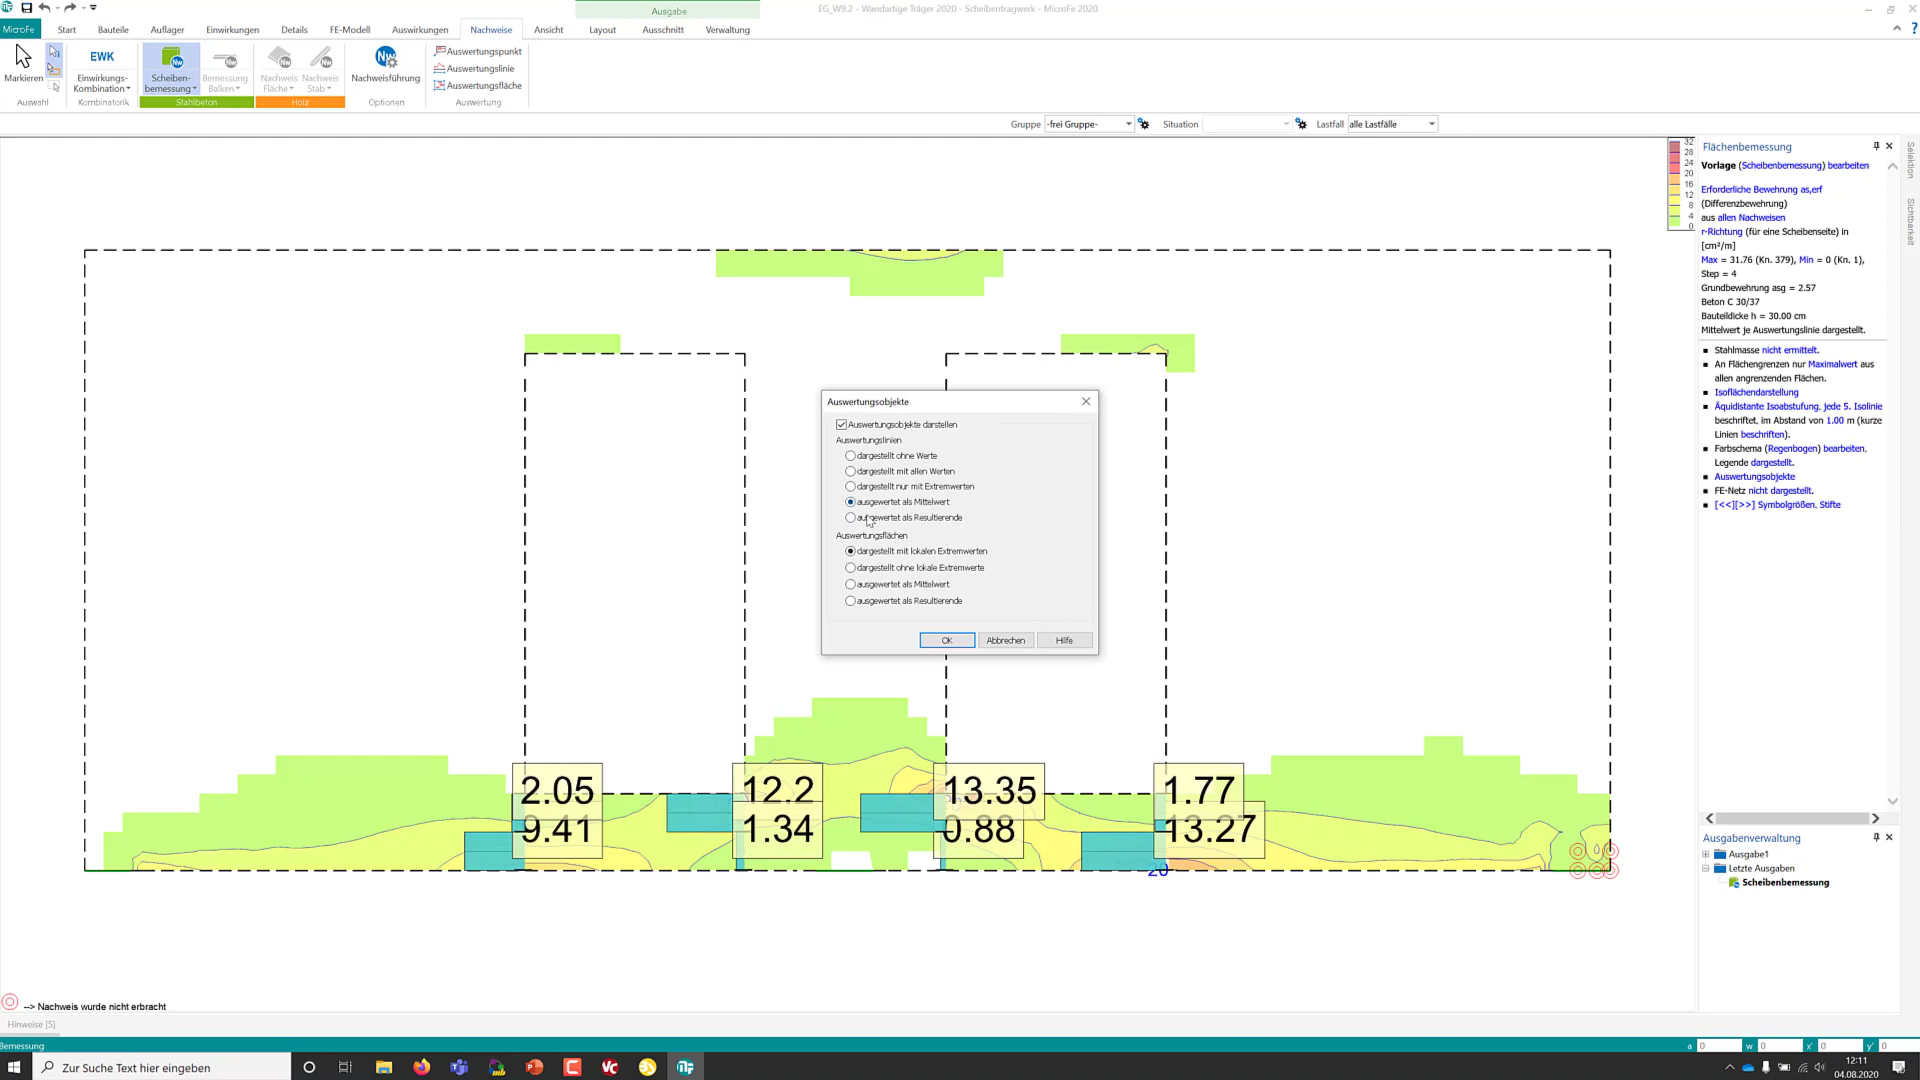 Ausgabe
EG_W9.2 - Wandartige Träger 2020 - Scheibentragwerk - MicroFe 2020
MicroFe Start Bauteile Auflager Einwirkungen Details FE-Modell Auswirkungen Nachweise Ansicht Layout Ausschnitt Verwaltung
Markieren
Auswahl
EWK
Einwirkungs-
Kombination
Kombinatorik
Scheiben-
bemessung
Bemessung
Balken
Stahlbeton
Nachweis
Fläche
Nachweis
Stab
Holz
Nachweisführung
Optionen
Auswertungspunkt
Auswertungslinie
Auswertungsfläche
Auswertung
Gruppe -frei Gruppe- Situation Lastfall alle Lastfälle
32
28
24
20
16
12
8
4
0
Flächenbemessung
Vorlage (Scheibenbemessung) bearbeiten
Erforderliche Bewehrung as,erf
(Differenzbewehrung)
aus allen Nachweisen
r-Richtung (für eine Scheibenseite) in
[cm²/m]
Max = 31.76 (Kn. 379), Min = 0 (Kn. 1),
Step = 4
Grundbewehrung asg = 2.57
Beton C 30/37
Bauteildicke h = 30.00 cm
Mittelwert je Auswertungslinie dargestellt.
Stahlmasse nicht ermittelt.
An Flächengrenzen nur Maximalwert aus
allen angrenzenden Flächen.
Isoflächendarstellung
Äquidistante Isoabstufung, jede 5. Isolinie
beschriftet, im Abstand von 1.00 m (kurze
Linien beschriften).
Farbschema (Regenbogen) bearbeiten,
Legende dargestellt.
Auswertungsobjekte
FE-Netz nicht dargestellt.
[<<][>>] Symbolgrößen, Stifte
Selektion
Sichtbarkeit
Auswertungsobjekte
Auswertungsobjekte darstellen
Auswertungslinien
dargestellt ohne Werte
dargestellt mit allen Werten
dargestellt nur mit Extremwerten
ausgewertet als Mittelwert
ausgewertet als Resultierende
Auswertungsflächen
dargestellt mit lokalen Extremwerten
dargestellt ohne lokale Extremwerte
ausgewertet als Mittelwert
ausgewertet als Resultierende
OK Abbrechen Hilfe
2.05 12.2 13.35 1.77
9.41 1.34 0.88 13.27
20
Ausgabenverwaltung
Ausgabe1
Letzte Ausgaben
Scheibenbemessung
--> Nachweis wurde nicht erbracht
Hinweise [5]
Bemessung
a 0 w 0 x' 0 y' 0
Zur Suche Text hier eingeben
12:11
04.08.2020